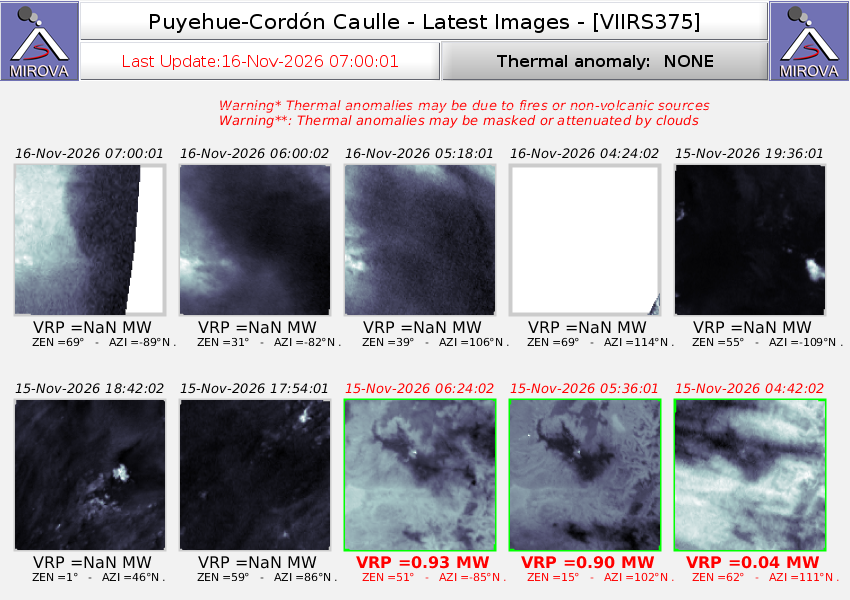 Puyehue-Cordón Caulle - Latest Images - [VIIRS375]
MIROVA
Last Update:16-Nov-2026 07:00:01
Thermal anomaly: NONE
MIROVA
Warning* Thermal anomalies may be due to fires or non-volcanic sources
Warning**: Thermal anomalies may be masked or attenuated by clouds
16-Nov-2026 07:00:01
16-Nov-2026 06:00:02
16-Nov-2026 05:18:01
16-Nov-2026 04:24:02
15-Nov-2026 19:36:01
VRP =NaN MW
VRP =NaN MW
VRP =NaN MW
VRP =NaN MW
VRP =NaN MW
ZEN =69° - AZI =-89°N .
ZEN =31° - AZI =-82°N .
ZEN =39° - AZI =106°N .
ZEN =69° - AZI =114°N .
ZEN =55° - AZI =-109°N .
15-Nov-2026 18:42:02
15-Nov-2026 17:54:01
15-Nov-2026 06:24:02
15-Nov-2026 05:36:01
15-Nov-2026 04:42:02
VRP =NaN MW
VRP =NaN MW
VRP =0.93 MW
VRP =0.90 MW
VRP =0.04 MW
ZEN =1° - AZI =46°N .
ZEN =59° - AZI =86°N .
ZEN =51° - AZI =-85°N .
ZEN =15° - AZI =102°N .
ZEN =62° - AZI =111°N .